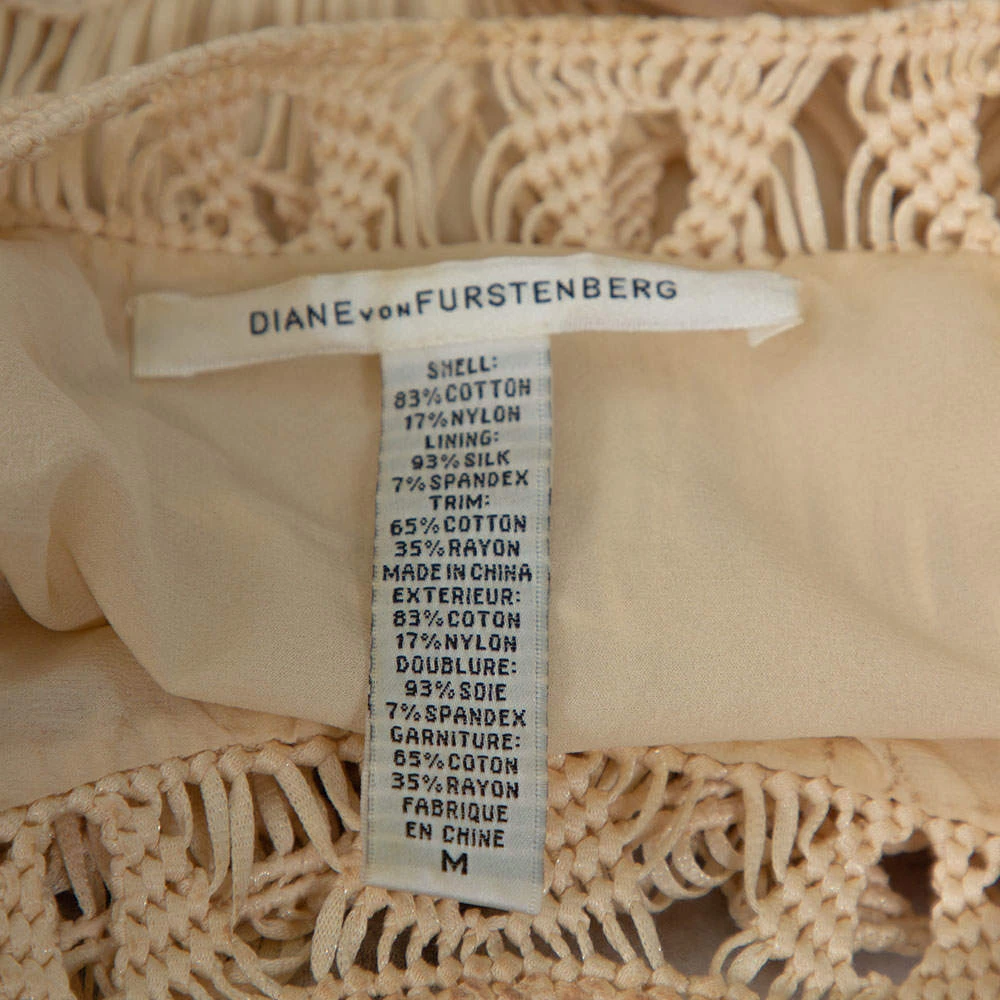 DIANE VON FURSTENBERG
SHELL:
83% COTTON
17% NYLON
LINING:
93% SILK
7% SPANDEX
TRIM:
65% COTTON
35% RAYON
MADE IN CHINA
EXTERIEUR:
83% COTON
17% NYLON
DOUBLURE:
93% SOIE
7% SPANDEX
GARNITURE:
65% COTON
35% RAYON
FABRIQUE
EN CHINE
M